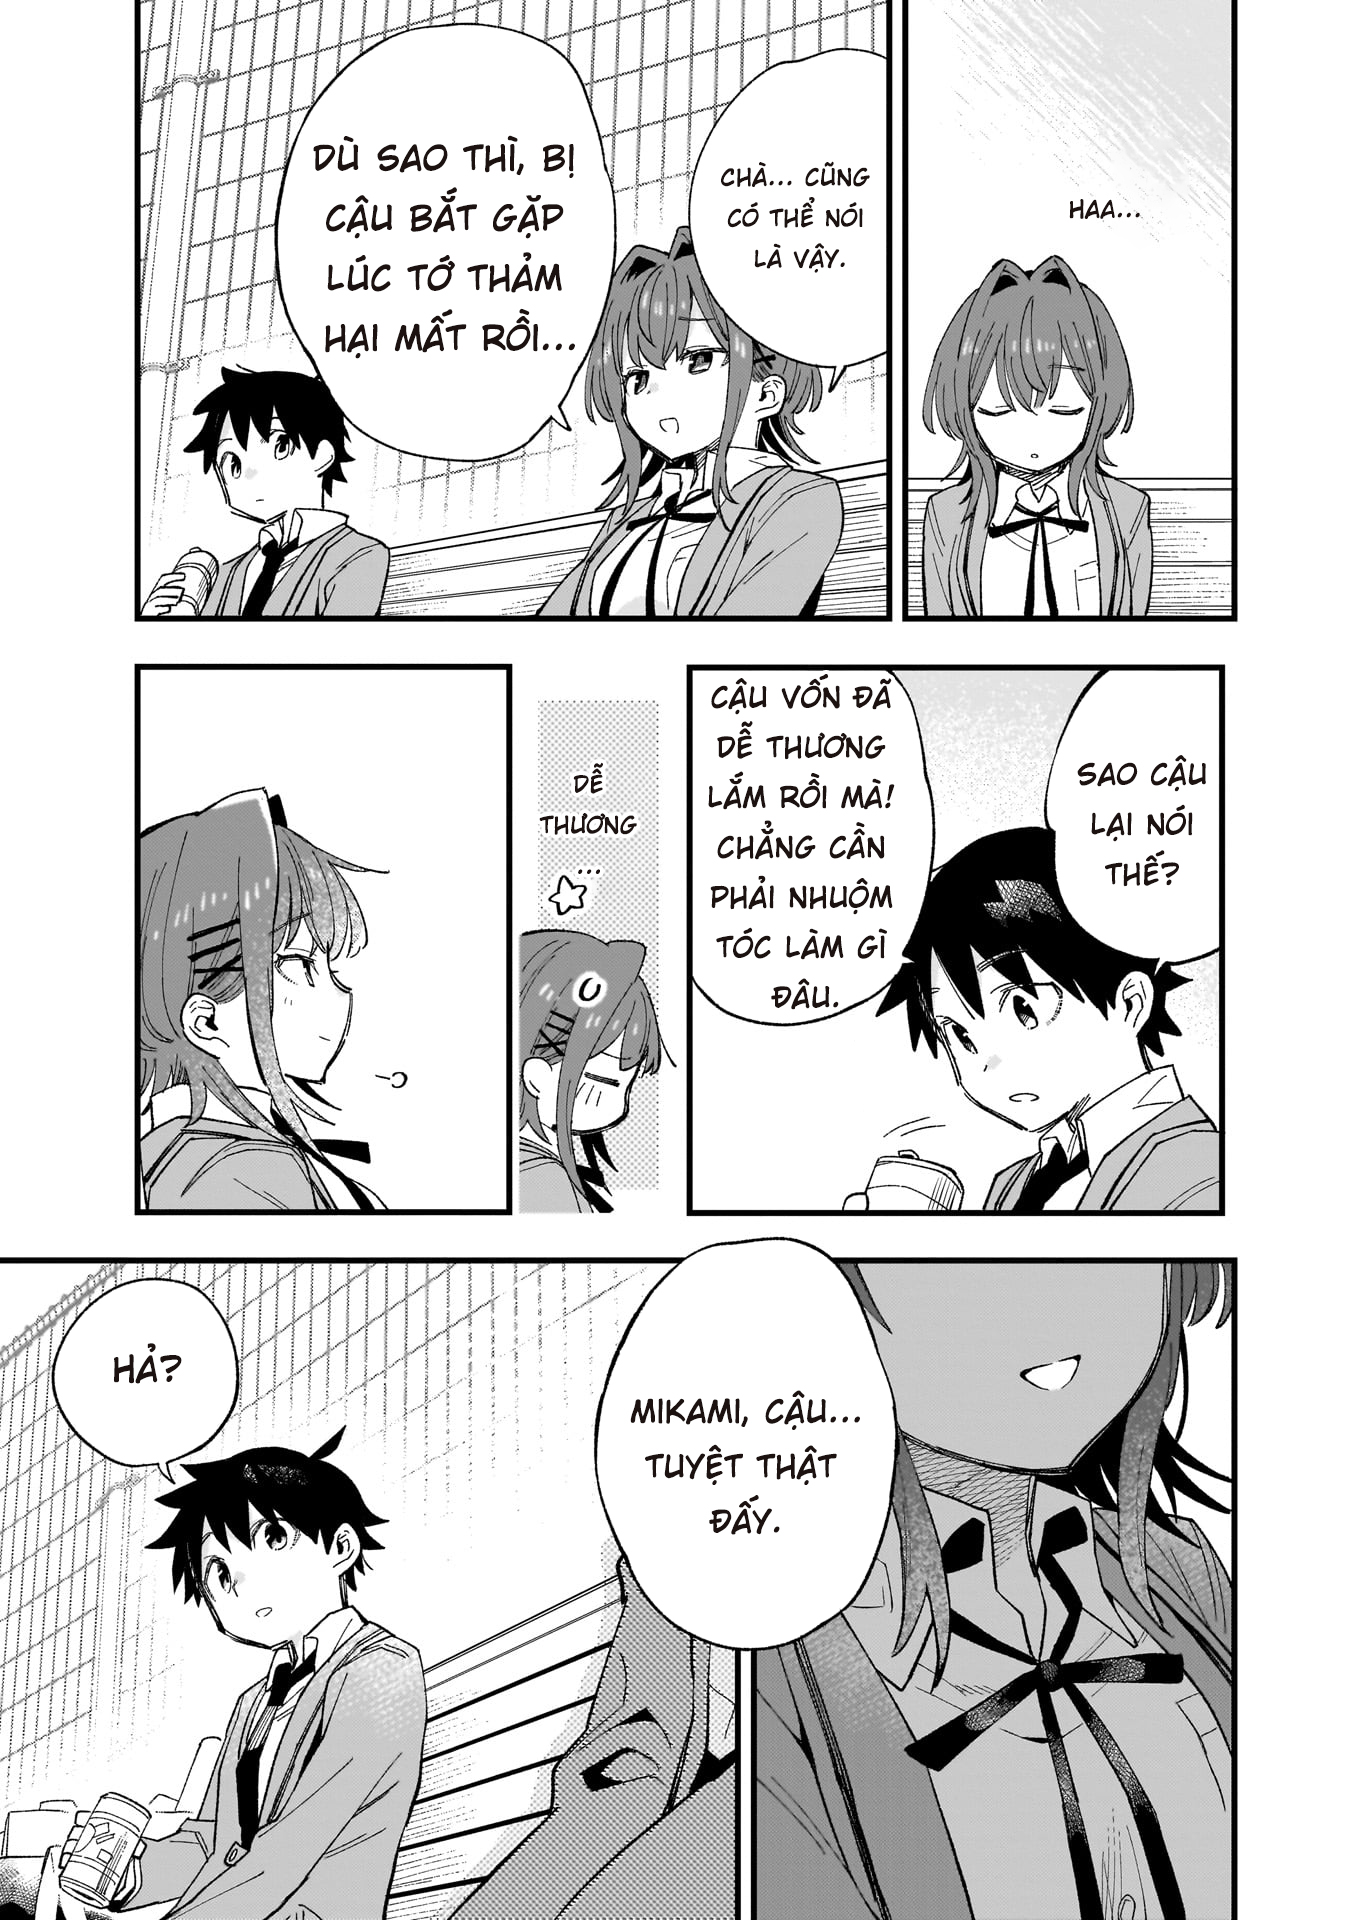 HAA...
CHÀ... CŨNG
CÓ THỂ NÓI
LÀ VẬY.
DÙ SAO THÌ, BỊ
CẬU BẮT GẶP
LÚC TỚ THẢM
HẠI MẤT RỒI...
SAO CẬU
LẠI NÓI
THẾ?
CẬU VỐN ĐÃ
DỄ THƯƠNG
LẮM RỒI MÀ!
CHẲNG CẦN
PHẢI NHUỘM
TÓC LÀM GÌ
ĐÂU.
DỄ
THƯƠNG
...
MIKAMI, CẬU...
TUYỆT THẬT
ĐẤY.
HẢ?